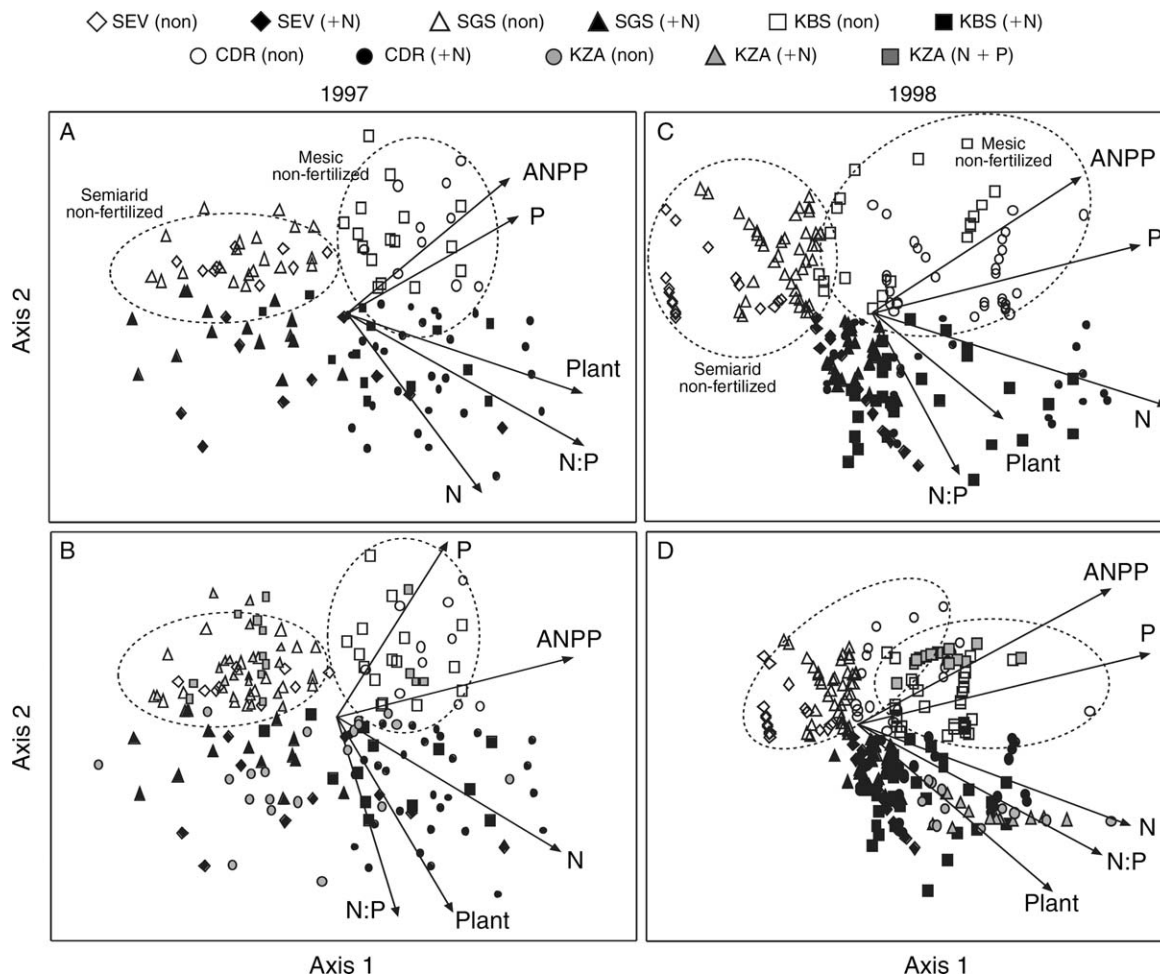 SEV (non) SEV (+N) SGS (non) SGS (+N) KBS (non) KBS (+N)
CDR (non) CDR (+N) KZA (non) KZA (+N) KZA (N + P)
1997
1998
A
Semiarid
non-fertilized
Mesic
non-fertilized
ANPP
P
Plant
N:P
N
Axis 2
C
Mesic
non-fertilized
ANPP
P
Semiarid
non-fertilized
N
Plant
N:P
B
P
ANPP
N
N:P
Plant
Axis 2
Axis 1
D
ANPP
P
N
N:P
Plant
Axis 1